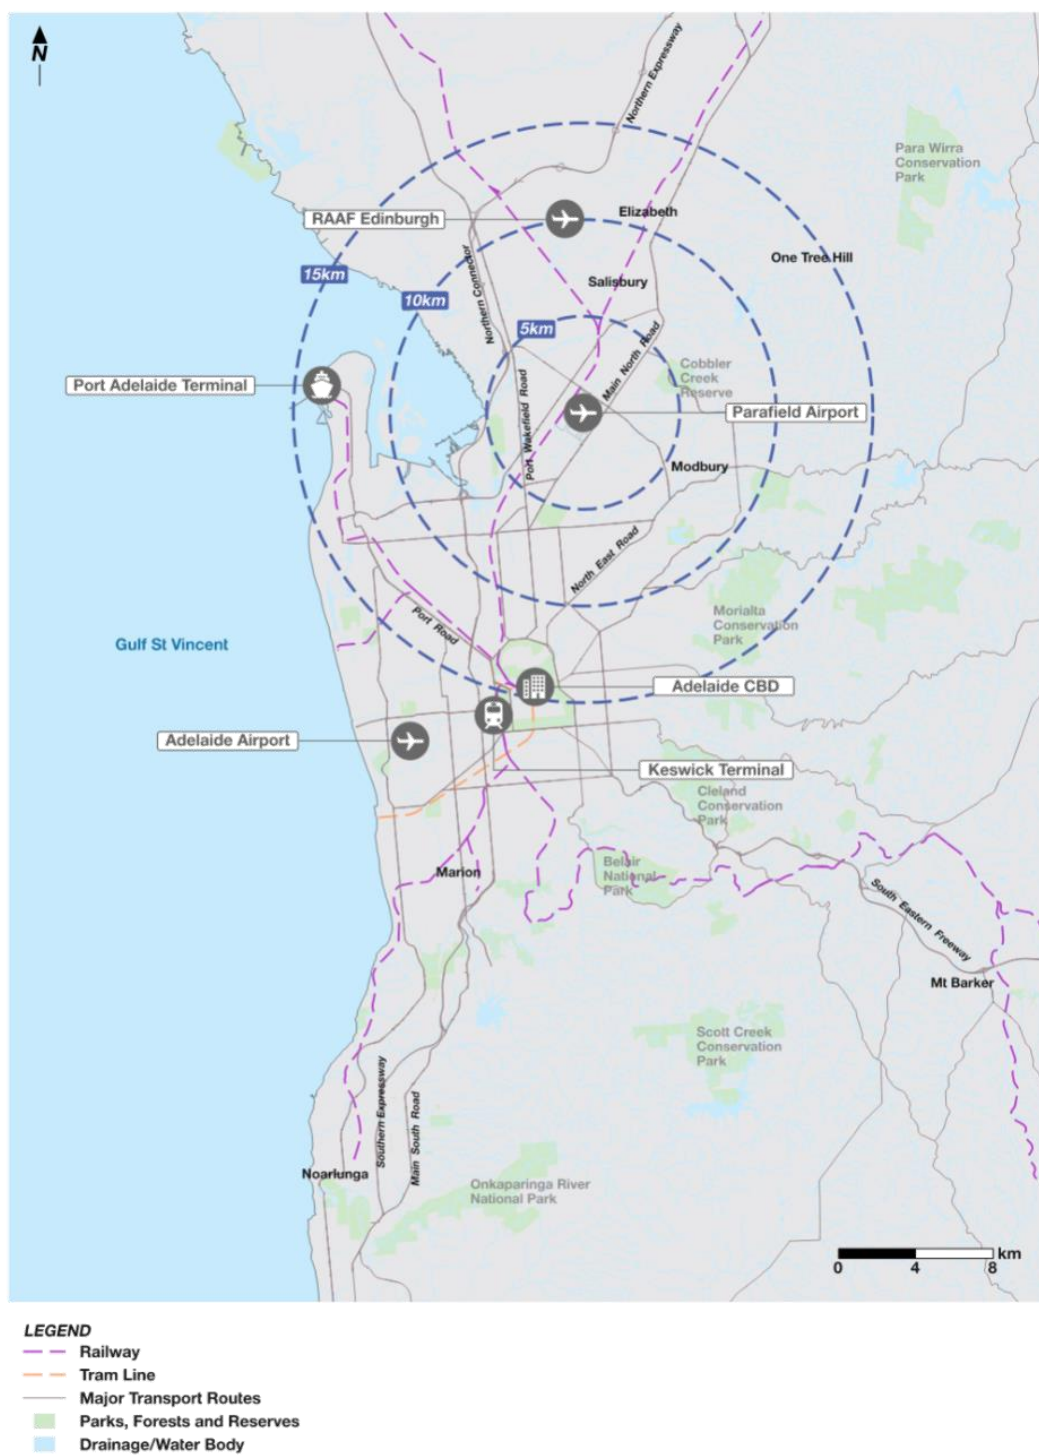 N
Northern Expressway
Para Wirra
Conservation
Park
RAAF Edinburgh
Elizabeth
One Tree Hill
15km
Northern Connector
Salisbury
10km
5km
Main North Road
Port Adelaide Terminal
Cobbler
Creek
Reserve
Port Wakefield Road
Parafield Airport
Modbury
North East Road
Port Road
Morialta
Conservation
Park
Gulf St Vincent
Adelaide CBD
Adelaide Airport
Keswick Terminal
Cleland
Conservation
Park
Marion
Belair
National
Park
South Eastern Freeway
Mt Barker
Scott Creek
Conservation
Park
Southern Expressway
Main South Road
Noarlunga
Onkaparinga River
National Park
km
0 4 8
LEGEND
Railway
Tram Line
Major Transport Routes
Parks, Forests and Reserves
Drainage/Water Body